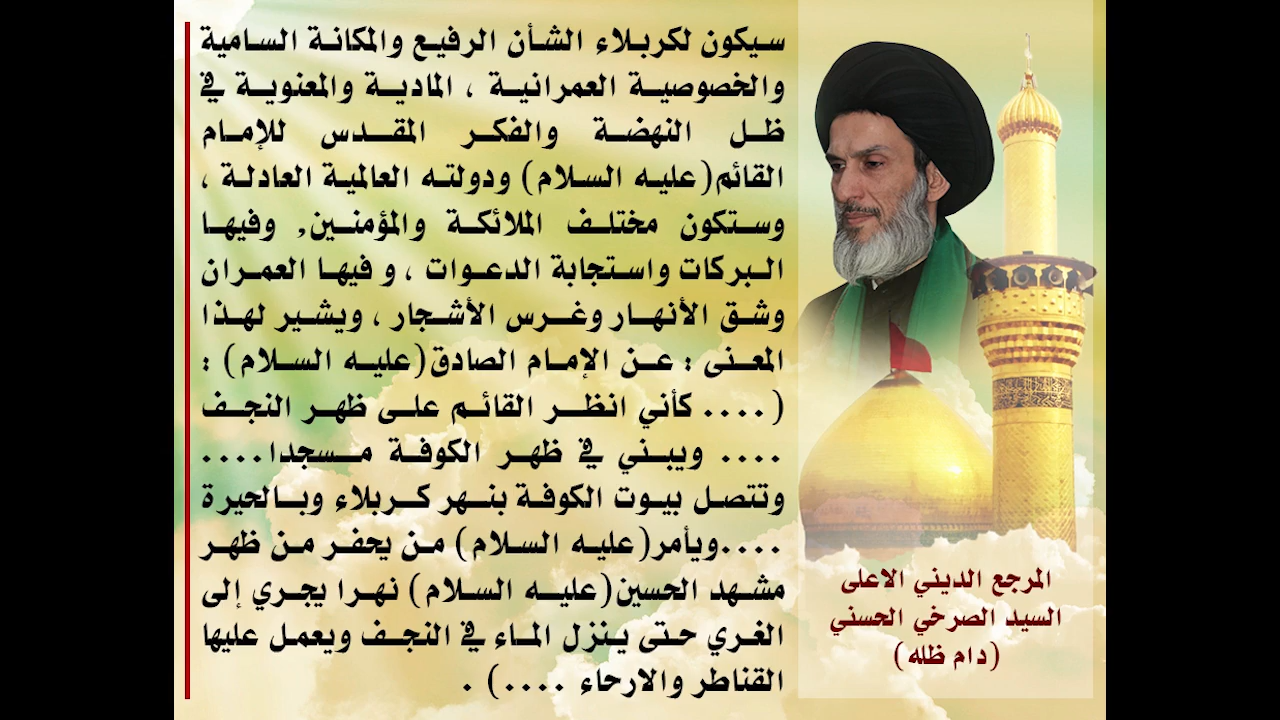 سيكون لكربلاء الشأن الرفيع والمكانة السامية
والخصوصية العمرانية ، المادية والمعنوية في
ظل النهضة والفكر المقدس للإمام
القائم(عليه السلام) ودولته العالمية العادلة ،
وستكون مختلف الملائكة والمؤمنين, وفيها
البركات واستجابة الدعوات ، و فيها العمران
وشق الأنهار وغرس الأشجار ، ويشير لهذا
المعنى : عن الإمام الصادق(عليه السلام) :
(.... كأني انظر القائم على ظهر النجف
.... ويبني في ظهر الكوفة مسجدا....
وتتصل بيوت الكوفة بنهر كربلاء وبالحيرة
....ويأمر(عليه السلام) من يحفر من ظهر
مشهد الحسين(عليه السلام) نهرا يجري إلى
الغري حتى ينزل الماء في النجف ويعمل عليها
القناطر والارحاء ....) .
المرجع الديني الاعلى
السيد الصرخي الحسني
(دام ظله)